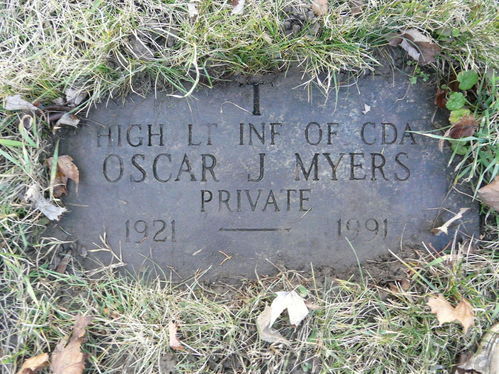 HIGH LT INF OF CDA
OSCAR J MYERS
PRIVATE
1921 — 1991